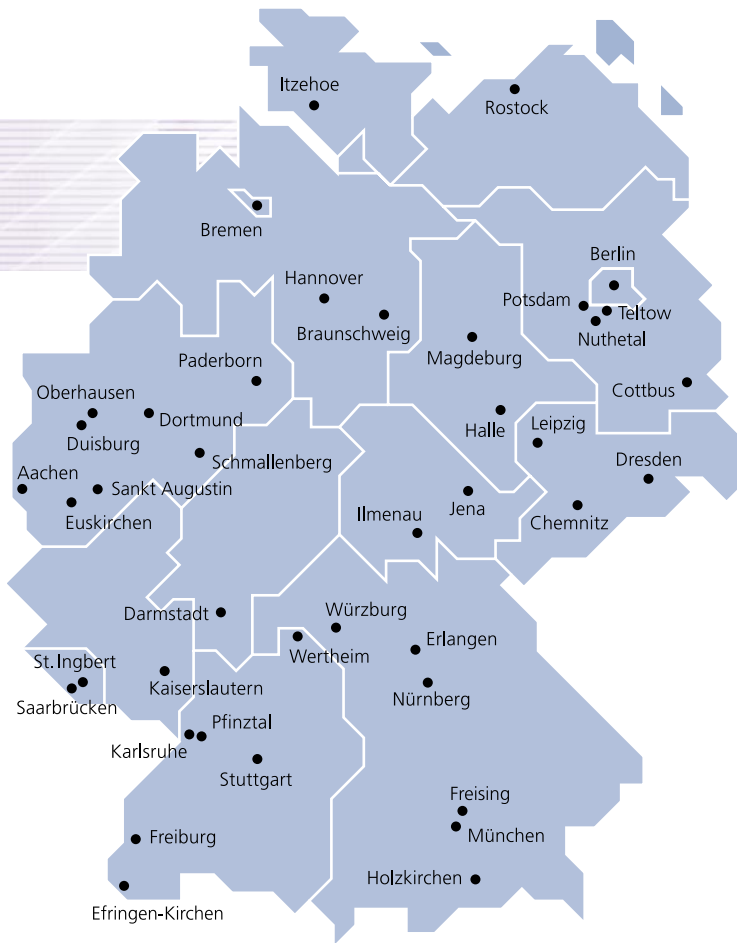 Itzehoe
Rostock
Bremen
Berlin
Hannover
Potsdam
Teltow
Braunschweig
Nuthetal
Magdeburg
Paderborn
Cottbus
Oberhausen
Dortmund
Halle
Leipzig
Duisburg
Schmallenberg
Dresden
Aachen
Sankt Augustin
Jena
Ilmenau
Chemnitz
Euskirchen
Darmstadt
Würzburg
Erlangen
Wertheim
St. Ingbert
Kaiserslautern
Nürnberg
Saarbrücken
Pfinztal
Karlsruhe
Stuttgart
Freising
München
Freiburg
Holzkirchen
Efringen-Kirchen